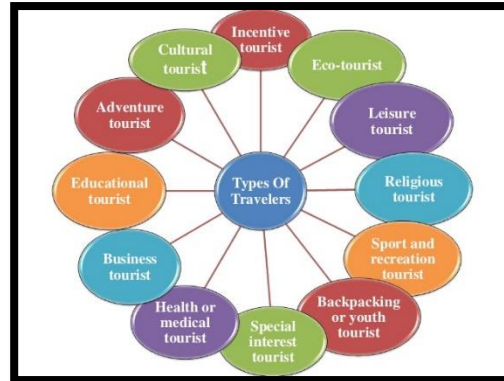 Types Of
Travelers
Incentive
tourist
Eco-tourist
Leisure
tourist
Religious
tourist
Sport and
recreation
tourist
Backpacking
or youth
tourist
Special
interest
tourist
Health or
medical
tourist
Business
tourist
Educational
tourist
Adventure
tourist
Cultural
tourist